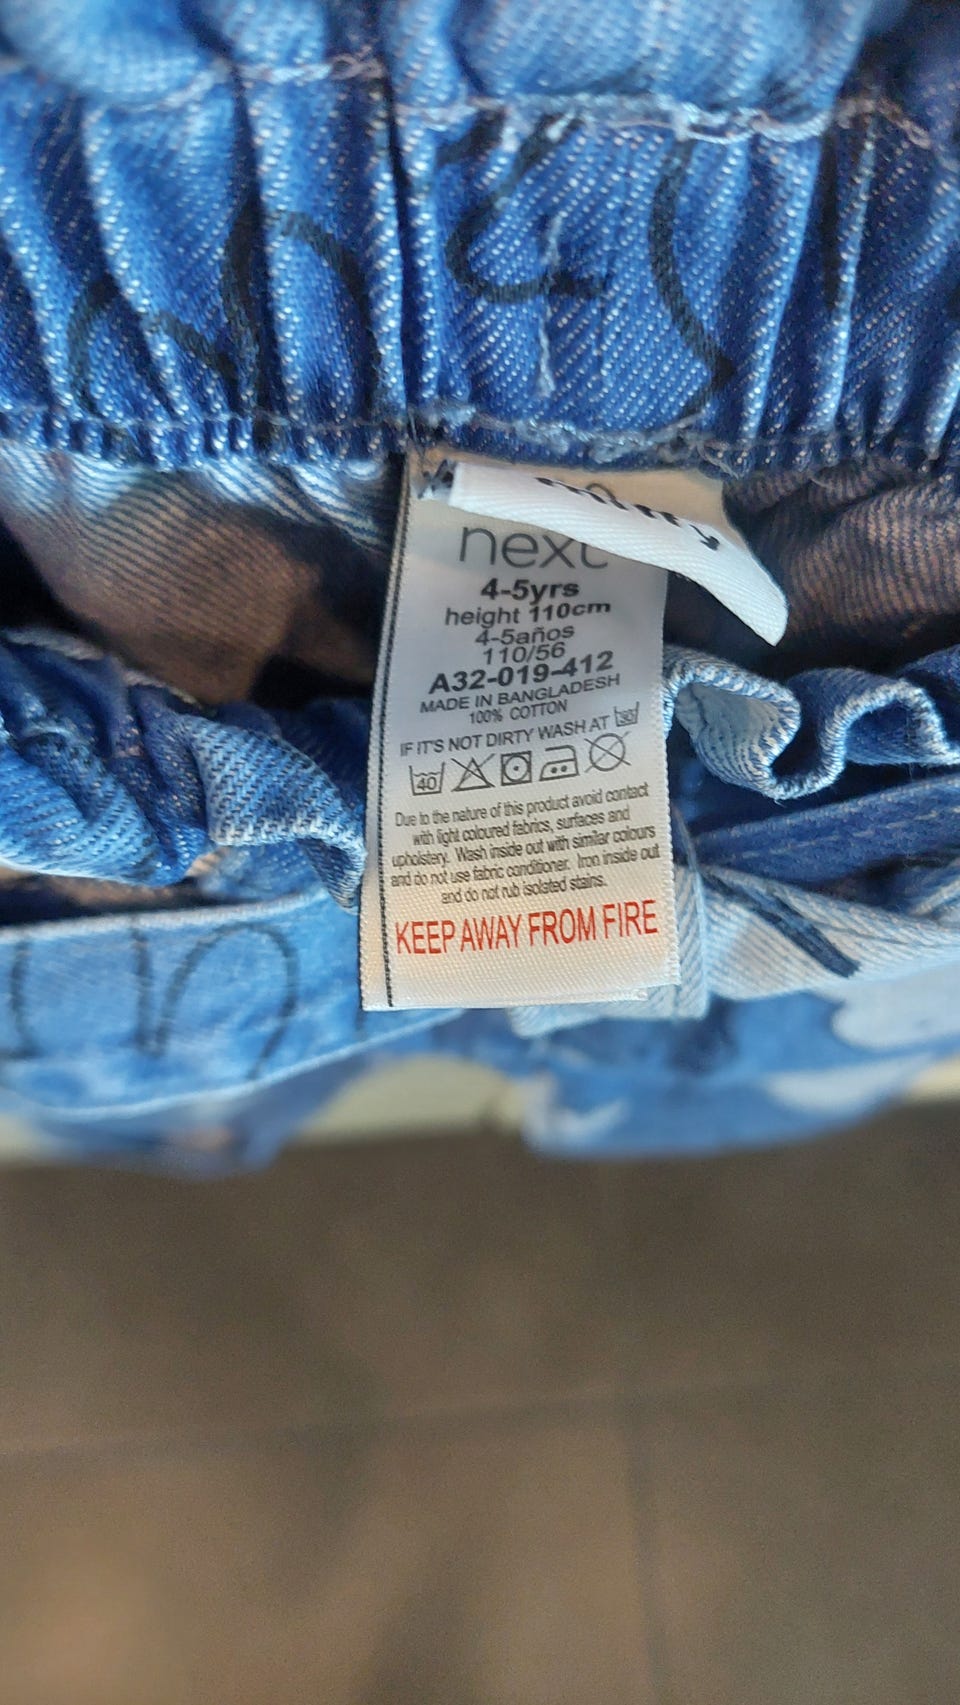 next
4-5yrs
height 110cm
4-5años
110/56
A32-019-412
MADE IN BANGLADESH
100% COTTON
IF IT'S NOT DIRTY WASH AT 30
40
Due to the nature of this product avoid contact
with light coloured fabrics, surfaces and
upholstery. Wash inside out with similar colours
and do not use fabric conditioner. Iron inside out
and do not rub isolated stains.
KEEP AWAY FROM FIRE